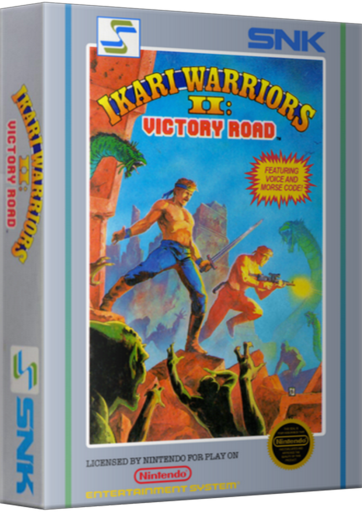 SNK
IKARI WARRIORS
II:
VICTORY ROAD™
FEATURING
VOICE AND
MORSE CODE!
LICENSED BY NINTENDO FOR PLAY ON
Nintendo
ENTERTAINMENT SYSTEM
IKARI WARRIORS
II:
VICTORY ROAD
SNK